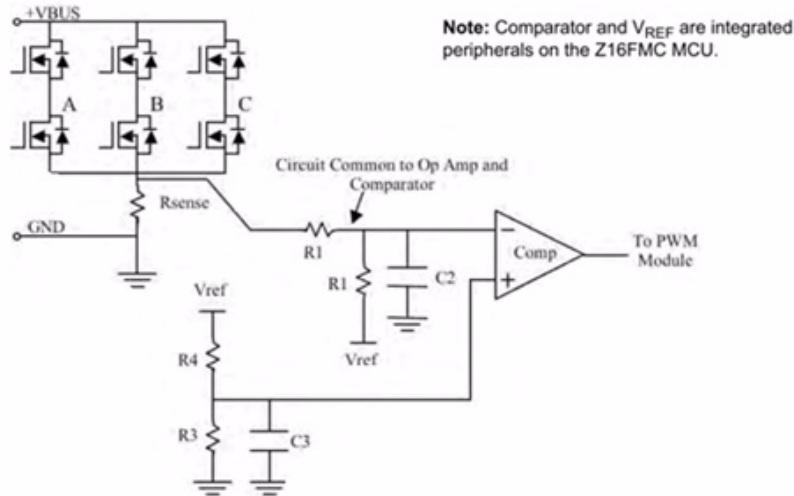 +VBUS
Note: Comparator and VREF are integrated
peripherals on the Z16FMC MCU.
A
B
C
Circuit Common to Op Amp and
Comparator
Rsense
GND
R1
Comp
To PWM
Module
R1
C2
Vref
Vref
R4
R3
C3